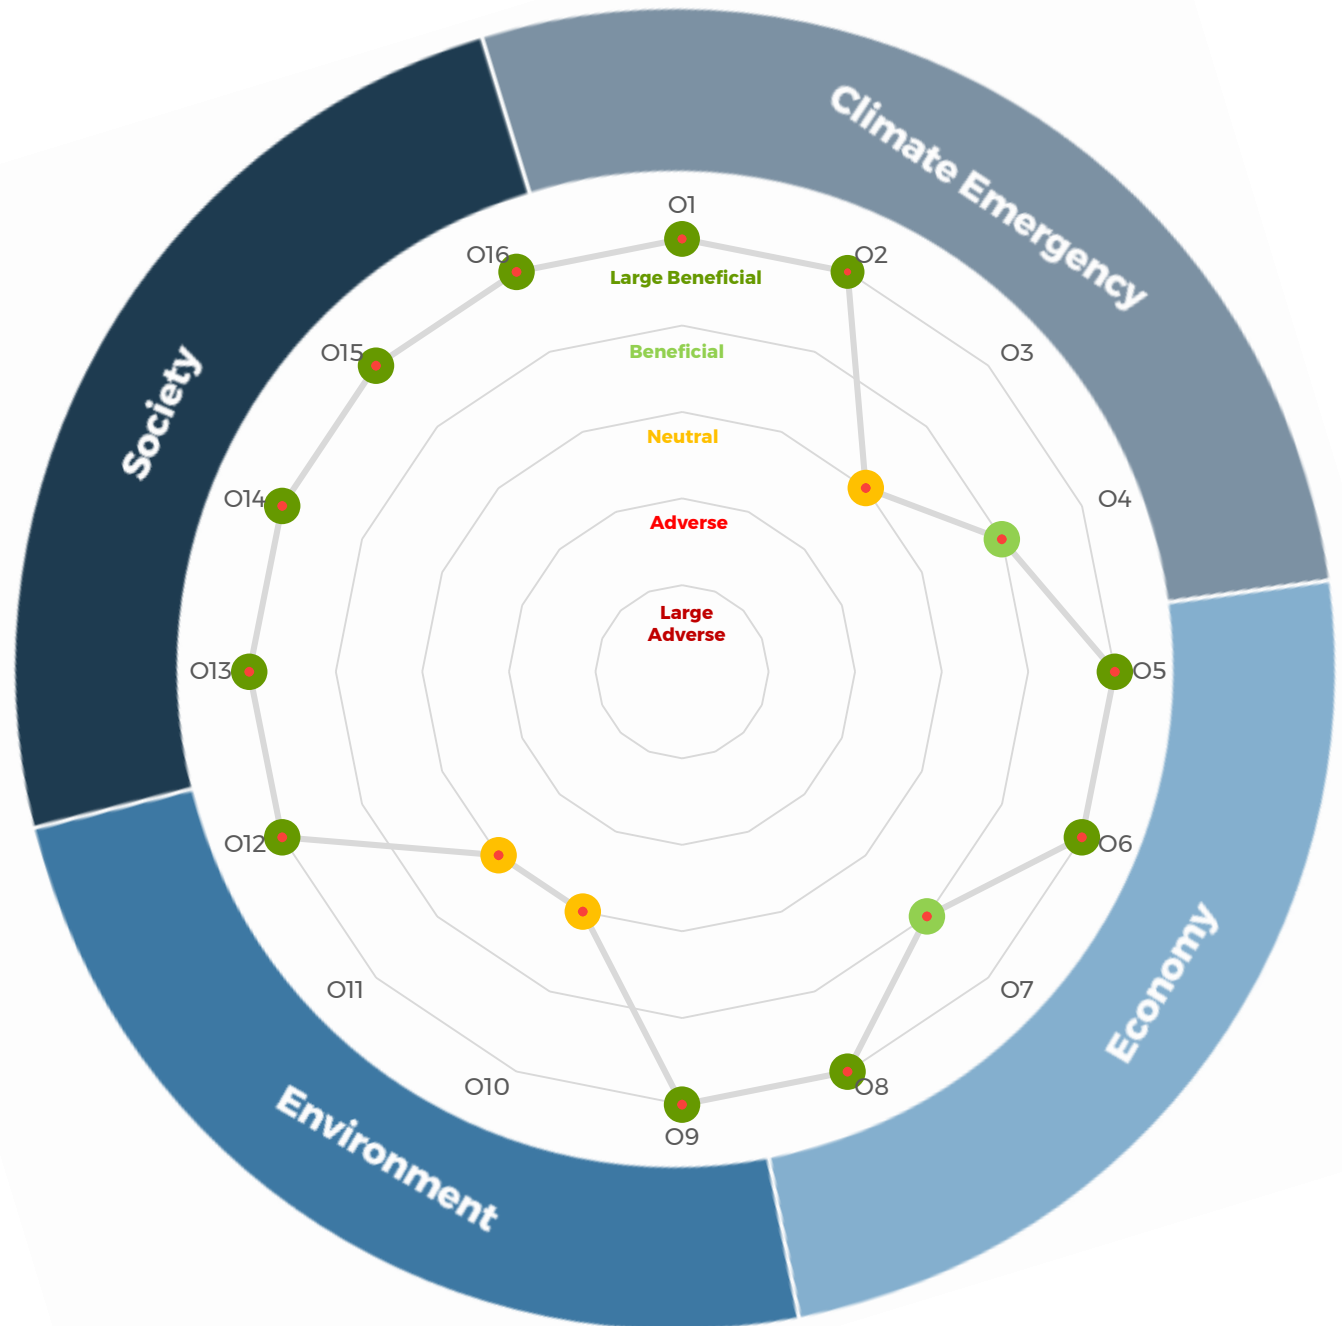 Climate Emergency
O1
O16
O2
Large Beneficial
O15
Beneficial
O3
Society
Neutral
O14
O4
Adverse
Large
Adverse
O13
O5
O12
O6
Economy
O11
O7
O10
O8
Environment
O9